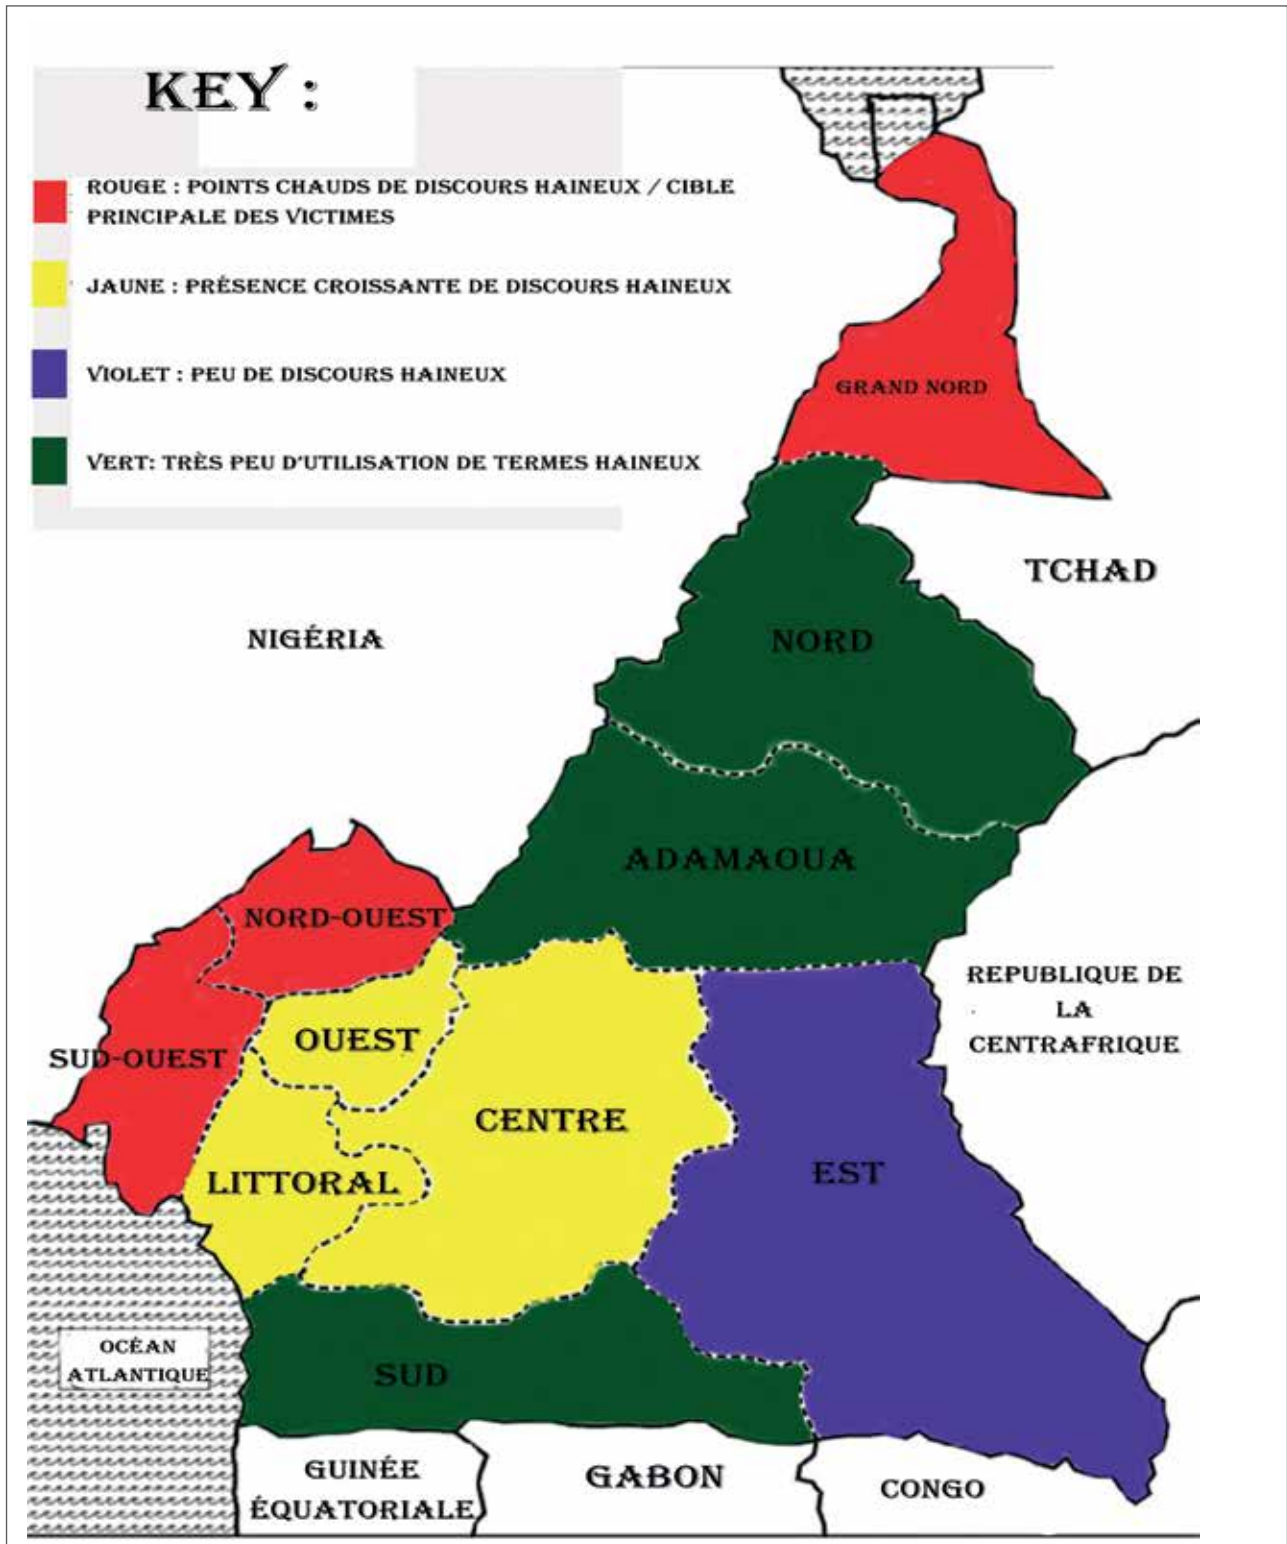 KEY :
ROUGE : POINTS CHAUDS DE DISCOURS HAINEUX / CIBLE
PRINCIPALE DES VICTIMES
JAUNE : PRÉSENCE CROISSANTE DE DISCOURS HAINEUX
VIOLET : PEU DE DISCOURS HAINEUX
VERT: TRÈS PEU D'UTILISATION DE TERMES HAINEUX
GRAND NORD
TCHAD
NIGÉRIA
NORD
ADAMAOUA
NORD-OUEST
REPUBLIQUE DE
LA
CENTRAFRIQUE
OUEST
SUD-OUEST
CENTRE
EST
LITTORAL
OCÉAN
ATLANTIQUE
SUD
GUINÉE
ÉQUATORIALE
GABON
CONGO